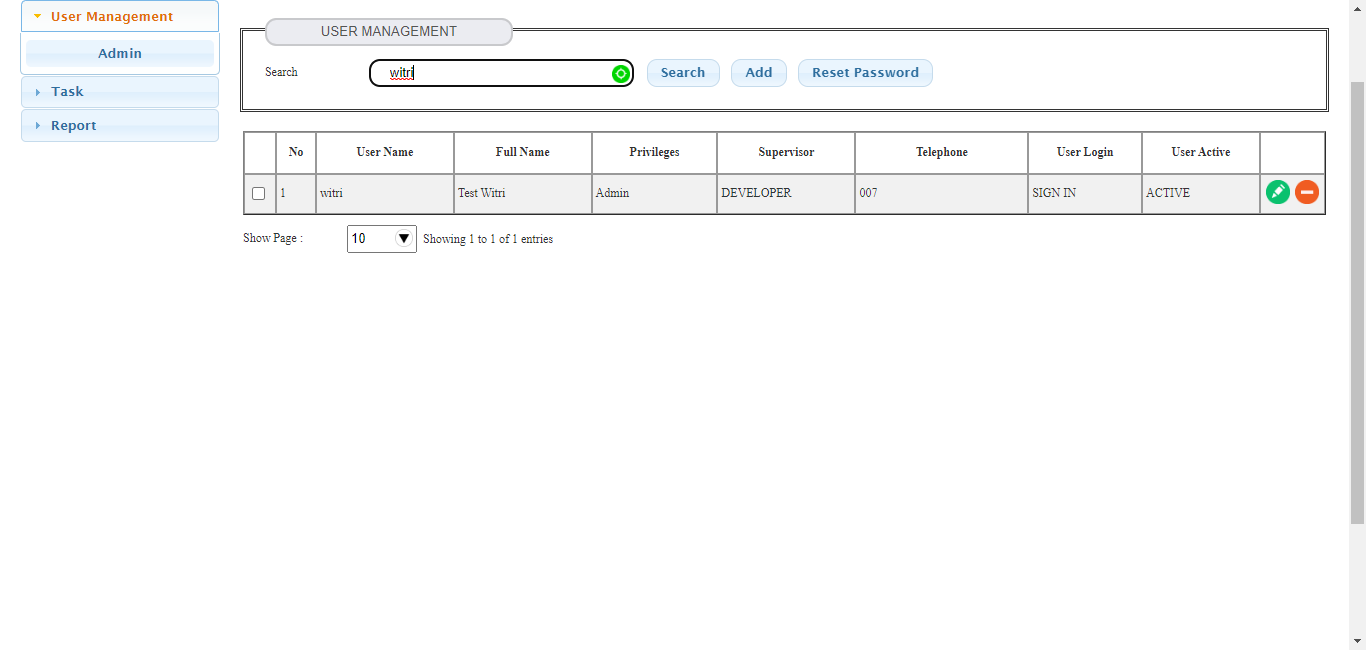 User Management
Admin
Task
Report
USER MANAGEMENT
Search witri Search Add Reset Password
No User Name Full Name Privileges Supervisor Telephone User Login User Active
1 witri Test Witri Admin DEVELOPER 007 SIGN IN ACTIVE
Show Page : 10 Showing 1 to 1 of 1 entries